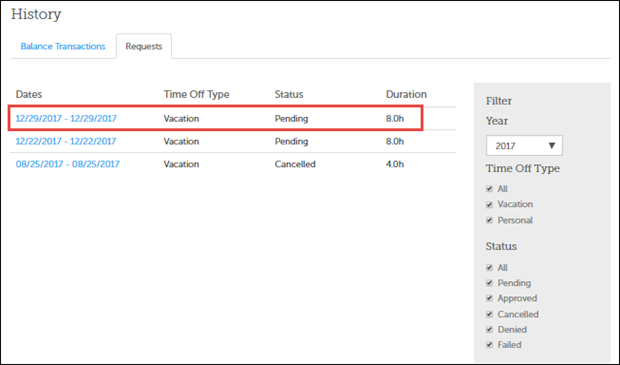 History
Balance Transactions Requests
Dates Time Off Type Status Duration
12/29/2017 - 12/29/2017 Vacation Pending 8.0h
12/22/2017 - 12/22/2017 Vacation Pending 8.0h
08/25/2017 - 08/25/2017 Vacation Cancelled 4.0h
Filter
Year
2017
Time Off Type
All
Vacation
Personal
Status
All
Pending
Approved
Cancelled
Denied
Failed